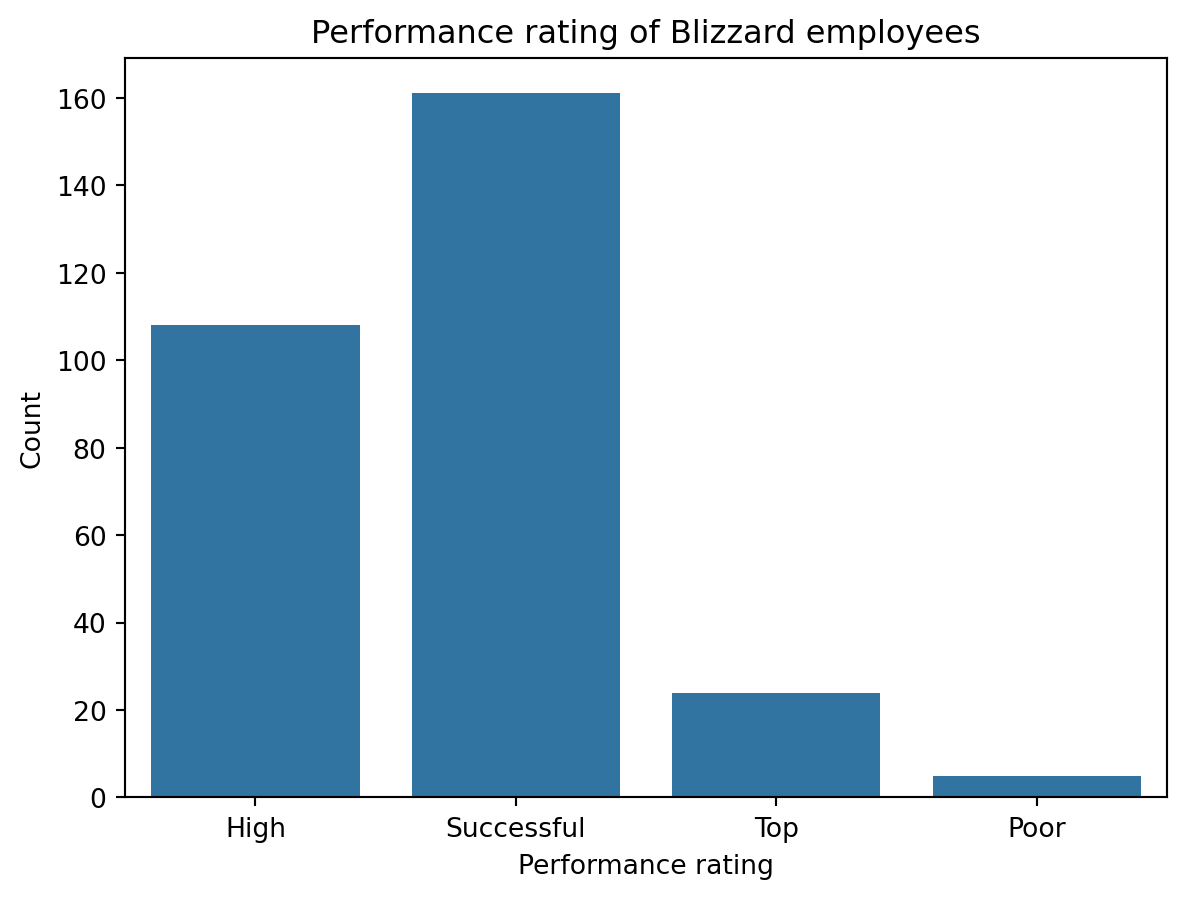 Performance rating of Blizzard employees
160
140
120
100
80
60
40
20
0
Count
High Successful Top Poor
Performance rating